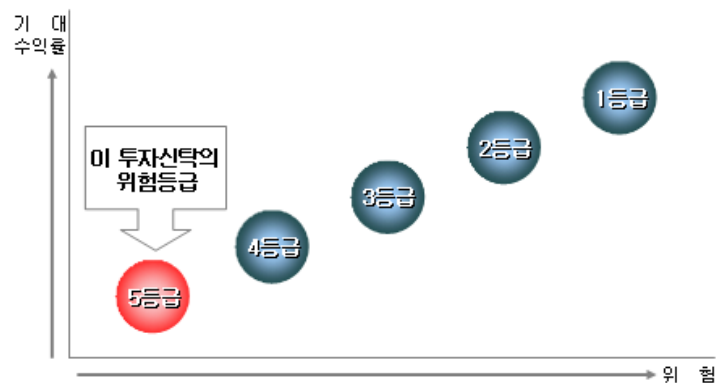 기 대
수익률
1등급
2등급
이 투자신탁의
위험등급
3등급
4등급
5등급
위 험